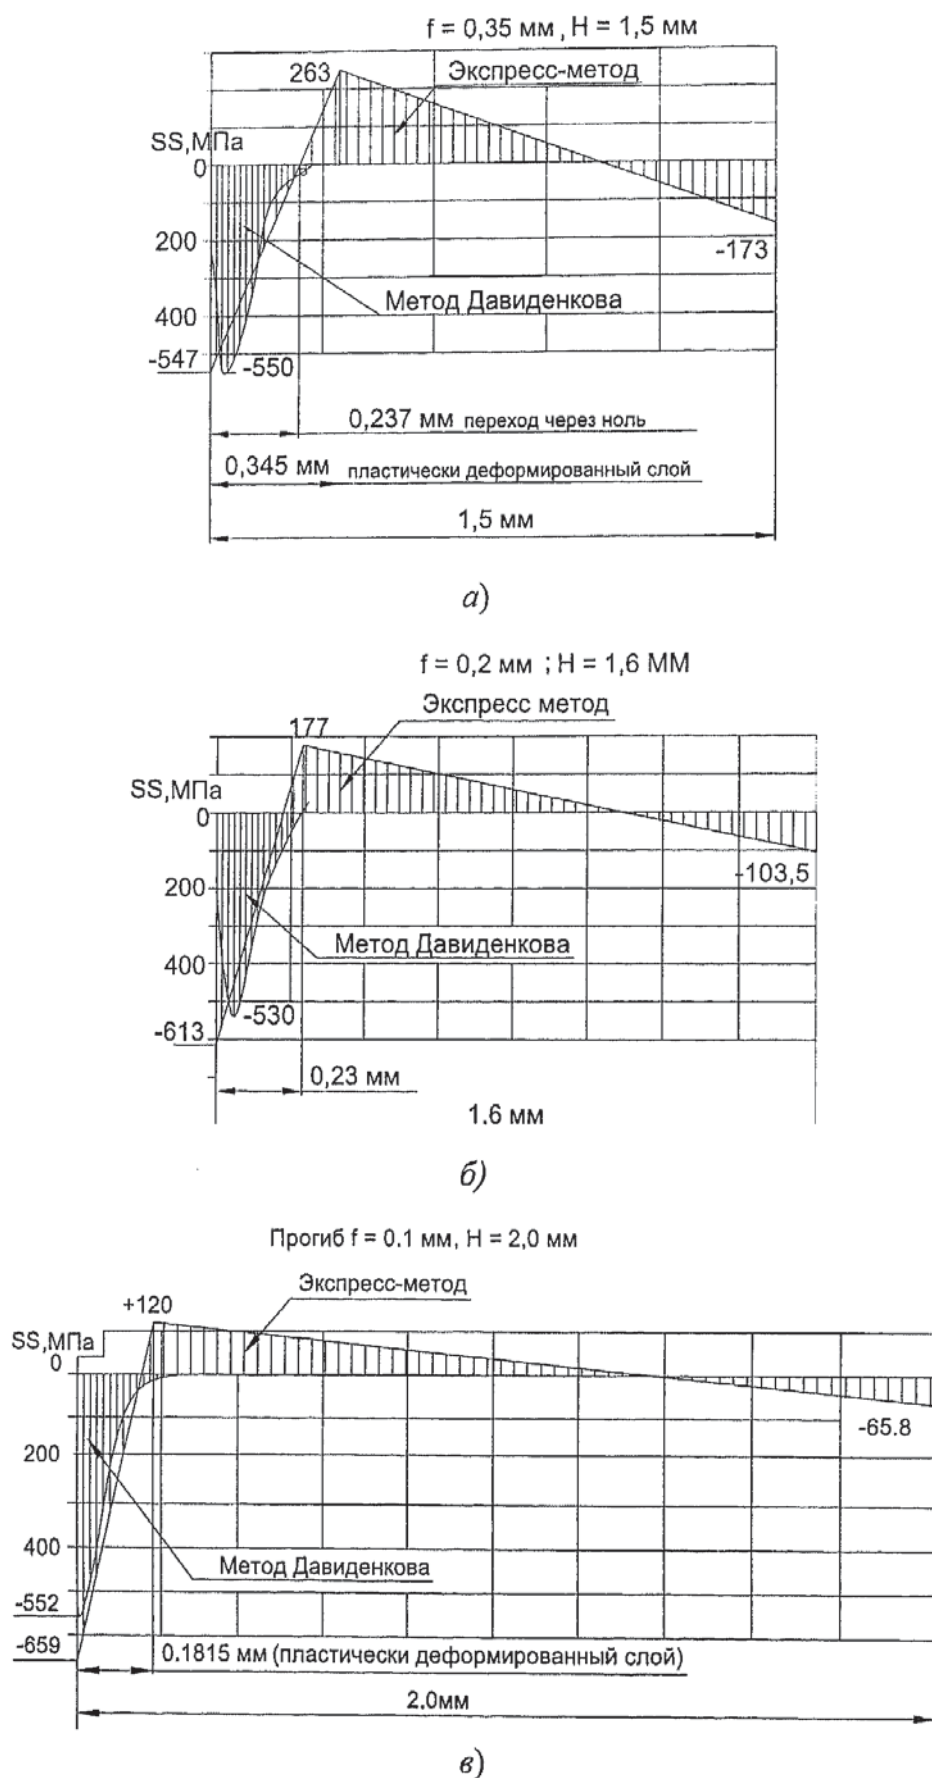 f = 0,35 мм , H = 1,5 мм
263
Экспресс-метод
SS,МПа
0
200
-173
Метод Давиденкова
400
-547
-550
0,237 мм переход через ноль
0,345 мм пластически деформированный слой
1,5 мм
а)
f = 0,2 мм ; H = 1,6 ММ
Экспресс метод
177
SS,МПа
0
-103,5
200
Метод Давиденкова
400
-530
-613
0,23 мм
1.6 мм
б)
Прогиб f = 0.1 мм, H = 2,0 мм
Экспресс-метод
+120
SS,МПа
0
-65.8
200
400
Метод Давиденкова
-552
-659
0.1815 мм (пластически деформированный слой)
2.0мм
в)